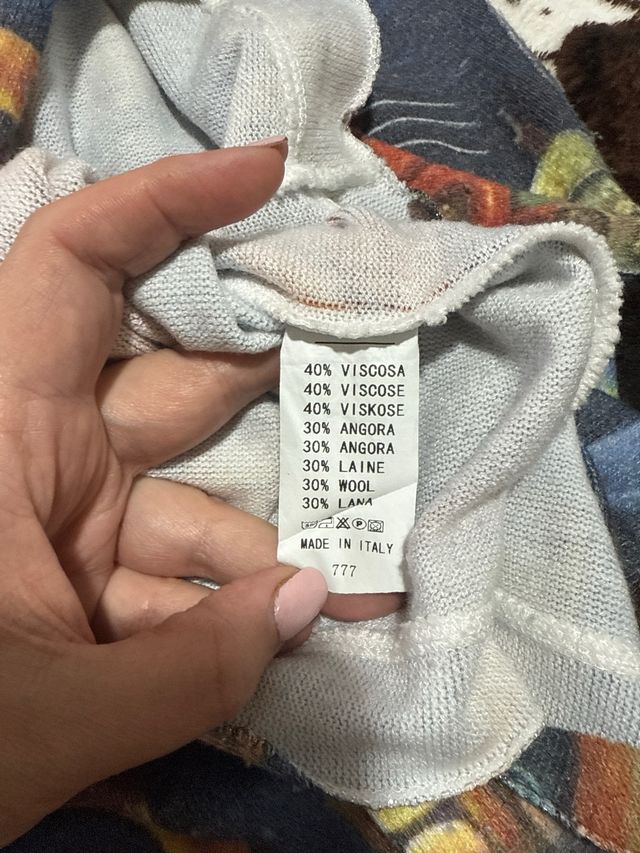 40% VISCOSA
40% VISCOSE
40% VISKOSE
30% ANGORA
30% ANGORA
30% LAINE
30% WOOL
30% LANA
MADE IN ITALY
777